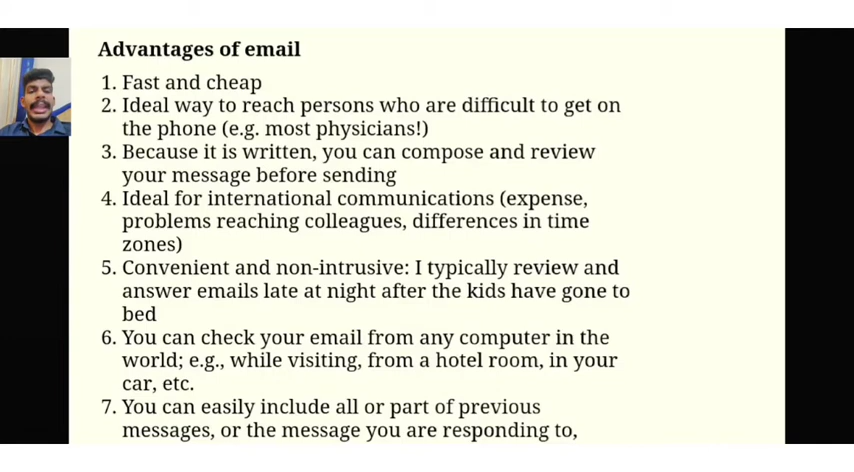 Advantages of email
1. Fast and cheap
2. Ideal way to reach persons who are difficult to get on
the phone (e.g. most physicians!)
3. Because it is written, you can compose and review
your message before sending
4. Ideal for international communications (expense,
problems reaching colleagues, differences in time
zones)
5. Convenient and non-intrusive: I typically review and
answer emails late at night after the kids have gone to
bed
6. You can check your email from any computer in the
world; e.g., while visiting, from a hotel room, in your
car, etc.
7. You can easily include all or part of previous
messages, or the message you are responding to,